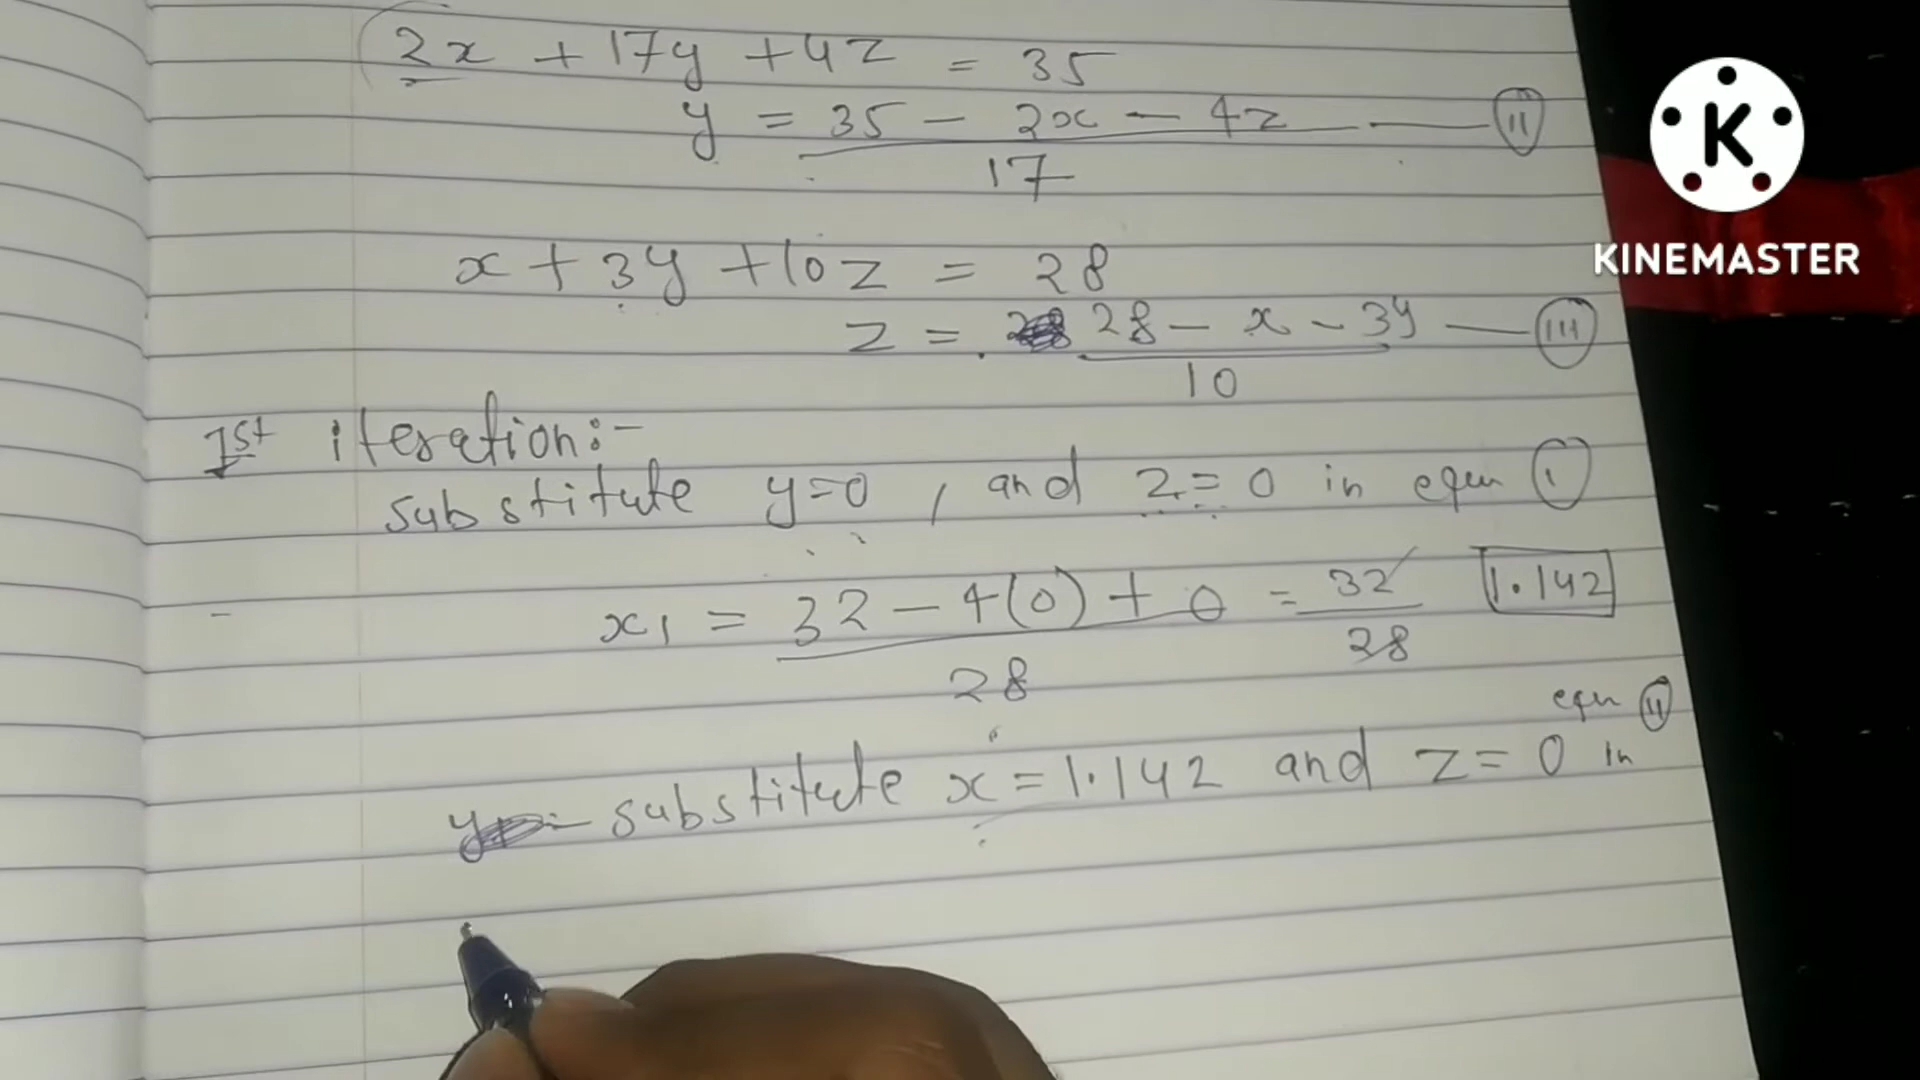 2x + 17y + 4z = 35
y = 35 - 2x - 4z — II
17
x + 3y + 10z = 28
z = 28 - x - 3y — III
10
1st iteration:-
substitute y=0, and z=0 in equn I
x1 = 32 - 4(0) + 0 = 32 1.142
28 28
equn II
substitute x = 1.142 and z = 0 in
K
KINEMASTER